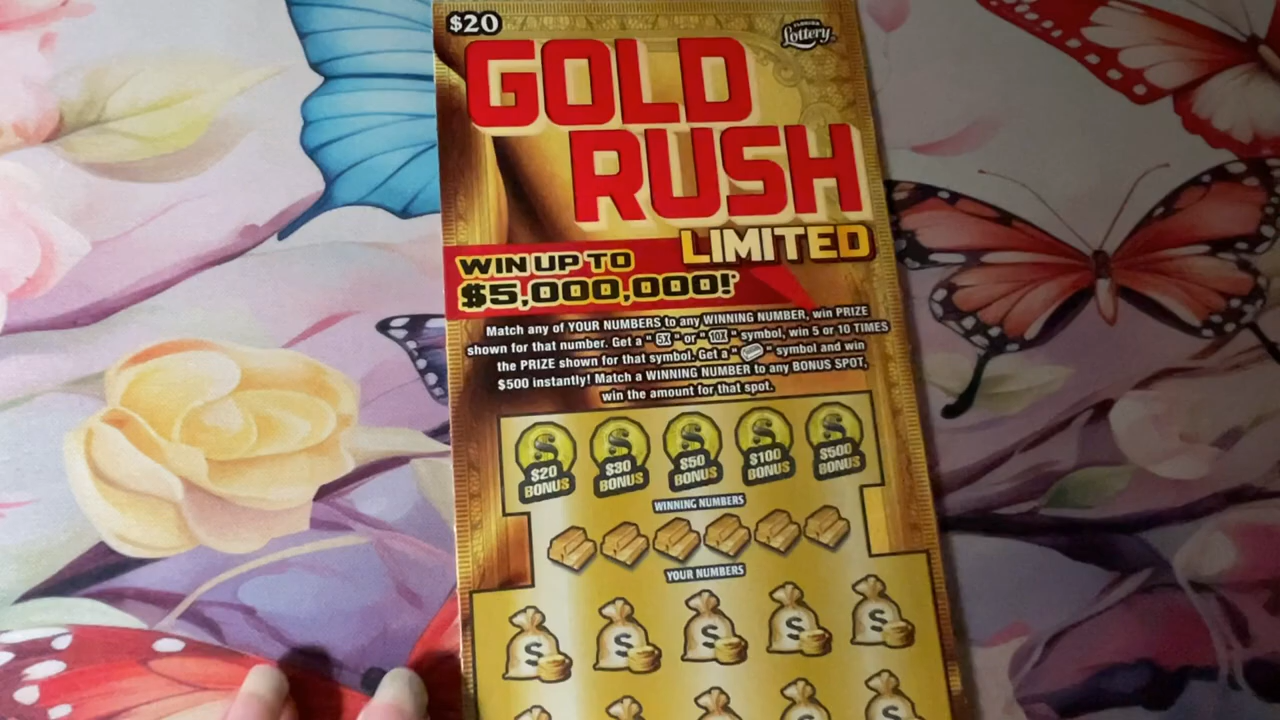 $20
FLORIDA
Lottery
GOLD
RUSH
LIMITED
WIN UP TO
$5,000,000!*
Match any of YOUR NUMBERS to any WINNING NUMBER, win PRIZE
shown for that number. Get a "5X" or "10X" symbol, win 5 or 10 TIMES
the PRIZE shown for that symbol. Get a " " symbol and win
$500 instantly! Match a WINNING NUMBER to any BONUS SPOT,
win the amount for that spot.
$20 BONUS $30 BONUS $50 BONUS $100 BONUS $500 BONUS
WINNING NUMBERS
YOUR NUMBERS
$ $ $ $ $